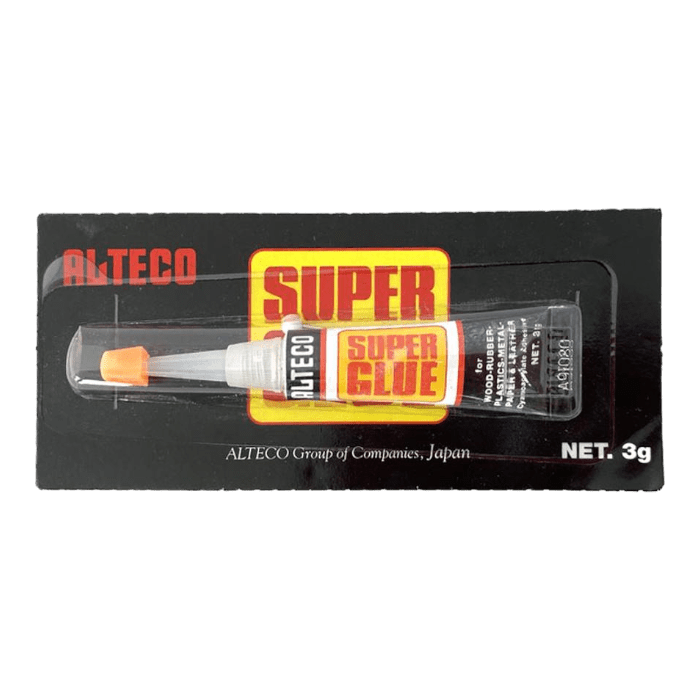 ALTECO
SUPER
ALTECO
SUPER
GLUE
for
WOOD-RUBBER-
PLASTICS-METAL-
PAPER & LEATHER
Cyanoacrylate Adhesive
NET. 3g
ALTECO Group of Companies, Japan
NET. 3g